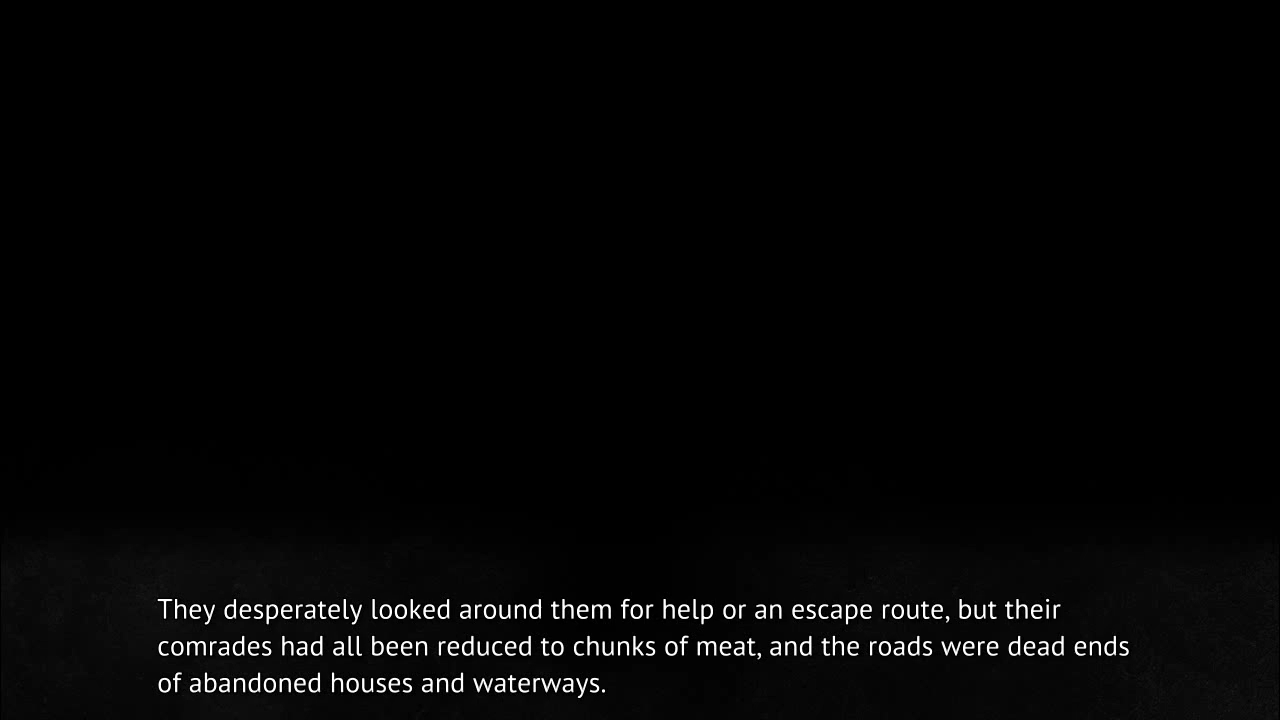 They desperately looked around them for help or an escape route, but their
comrades had all been reduced to chunks of meat, and the roads were dead ends
of abandoned houses and waterways.